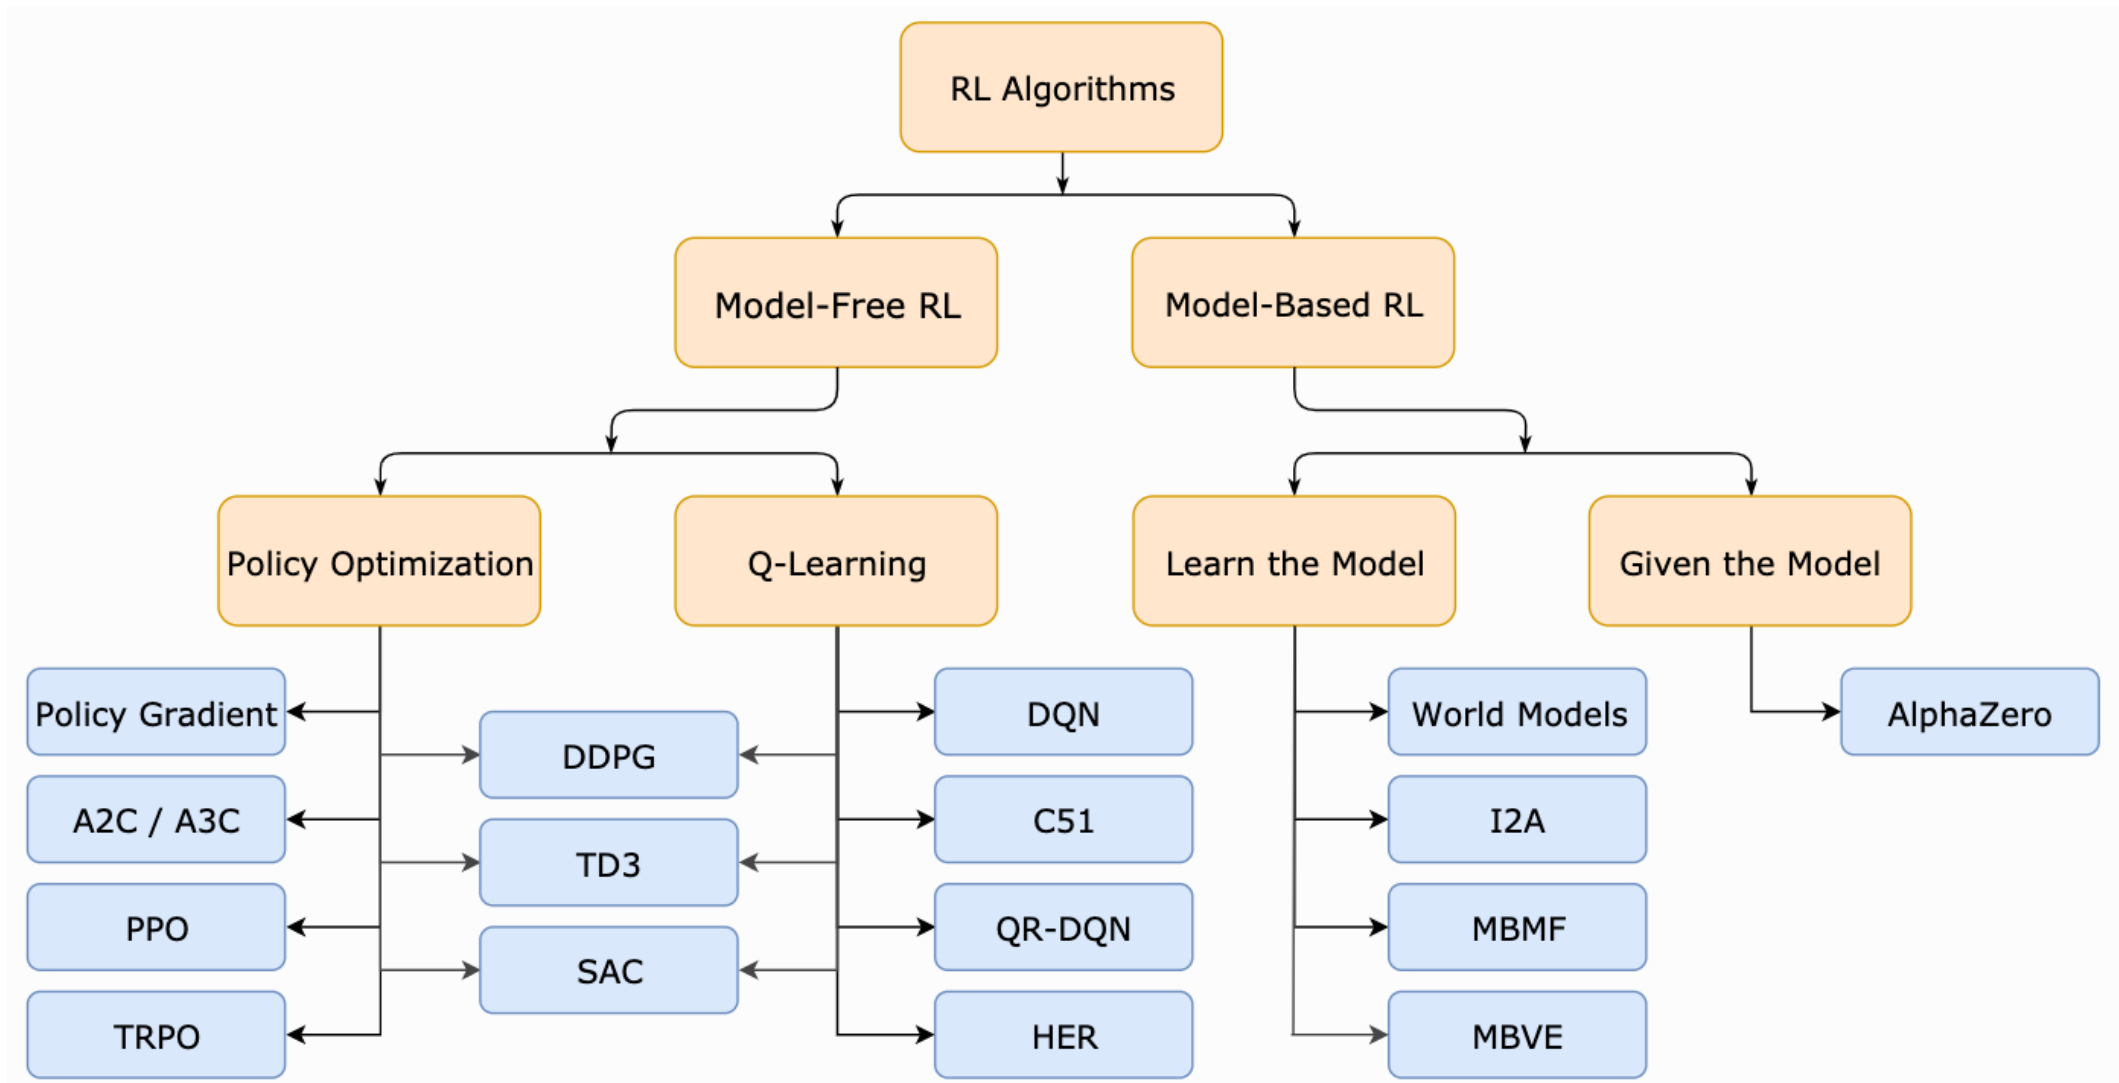 RL Algorithms
Model-Free RL
Model-Based RL
Policy Optimization
Q-Learning
Learn the Model
Given the Model
Policy Gradient
A2C / A3C
PPO
TRPO
DDPG
TD3
SAC
DQN
C51
QR-DQN
HER
World Models
I2A
MBMF
MBVE
AlphaZero